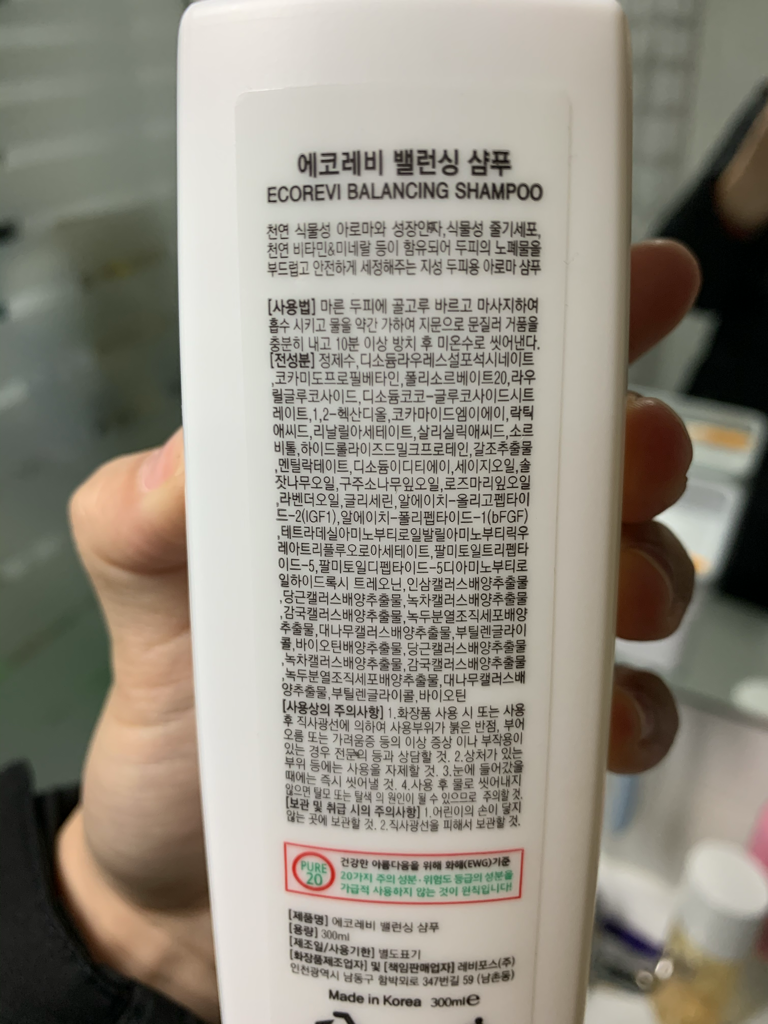 에코레비 밸런싱 샴푸
ECOREVI BALANCING SHAMPOO
천연 식물성 아로마와 성장인자,식물성 줄기세포,
천연 비타민&미네랄 등이 함유되어 두피의 노폐물을
부드럽고 안전하게 세정해주는 지성 두피용 아로마 샴푸
[사용법] 마른 두피에 골고루 바르고 마사지하여
흡수 시키고 물을 약간 가하여 지문으로 문질러 거품을
충분히 내고 10분 이상 방치 후 미온수로 씻어낸다.
[전성분] 정제수,디소듐라우레스설포석시네이트
,코카미도프로필베타인,폴리소르베이트20,라우
릴글루코사이드,디소듐코코-글루코사이드시트
레이트,1,2-헥산디올,코카마이드엠이에이,락틱
애씨드,리날릴아세테이트,살리실릭애씨드,소르
비톨,하이드롤라이즈드밀크프로테인,갈조추출물
,멘틸락테이트,디소듐이디티에이,세이지오일,솔
잣나무오일,구주소나무잎오일,로즈마리잎오일
,라벤더오일,글리세린,알에이치-올리고펩타이
드-2(IGF1),알에이치-폴리펩타이드-1(bFGF)
,테트라데실아미노부티로일발릴아미노부티릭우
레아트리플루오로아세테이트,팔미토일트리펩타
이드-5,팔미토일디펩타이드-5디아미노부티로
일하이드록시 트레오닌,인삼캘러스배양추출물
,당근캘러스배양추출물,녹차캘러스배양추출물
,감국캘러스배양추출물,녹두분열조직세포배양
추출물,대나무캘러스배양추출물,부틸렌글라이
콜,바이오틴배양추출물,당근캘러스배양추출물
,녹차캘러스배양추출물,감국캘러스배양추출물
,녹두분열조직세포배양추출물,대나무캘러스배
양추출물,부틸렌글라이콜,바이오틴
[사용상의 주의사항] 1.화장품 사용 시 또는 사용
후 직사광선에 의하여 사용부위가 붉은 반점, 부어
오름 또는 가려움증 등의 이상 증상 이나 부작용이
있는 경우 전문의 등과 상담할 것. 2.상처가 있는
부위 등에는 사용을 자제할 것. 3.눈에 들어갔을
때에는 즉시 씻어낼 것. 4.사용 후 물로 씻어내지
않으면 탈모 또는 탈색 의 원인이 될 수 있으므로 주의할 것.
[보관 및 취급 시의 주의사항] 1.어린이의 손이 닿지
않는 곳에 보관할 것. 2.직사광선을 피해서 보관할 것.
PURE
20
건강한 아름다움을 위해 화해(EWG)기준
20가지 주의 성분·위험도 등급의 성분을
가급적 사용하지 않는 것이 원칙입니다!
[제품명] 에코레비 밸런싱 샴푸
[용량] 300ml
[제조일/사용기한] 별도표기
[화장품제조업자] 및 [책임판매업자] 레비포스(주)
인천광역시 남동구 함박뫼로 347번길 59 (남촌동)
Made in Korea 300ml℮